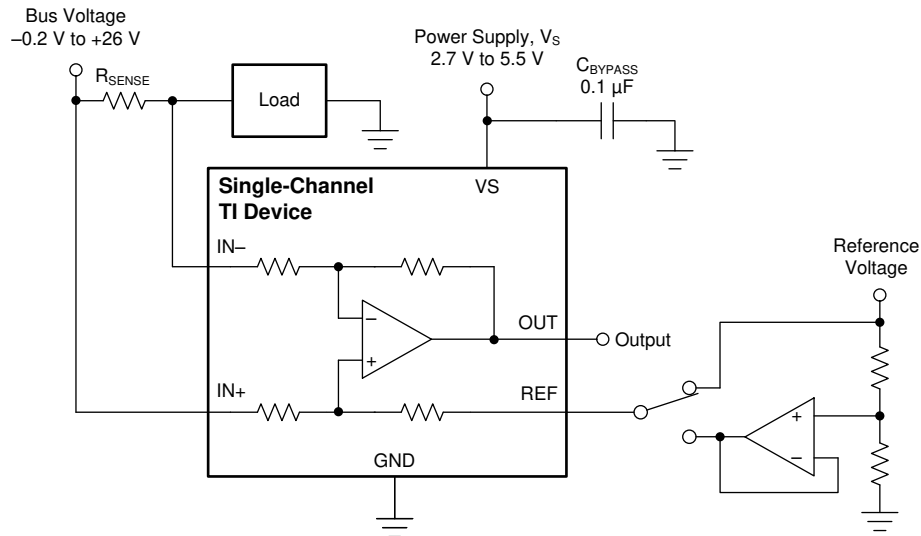 Bus Voltage
–0.2 V to +26 V
RSENSE
Load
Power Supply, VS
2.7 V to 5.5 V
CBYPASS
0.1 µF
Single-Channel
TI Device
VS
IN–
–
+
OUT
Output
IN+
REF
GND
Reference
Voltage
+
–